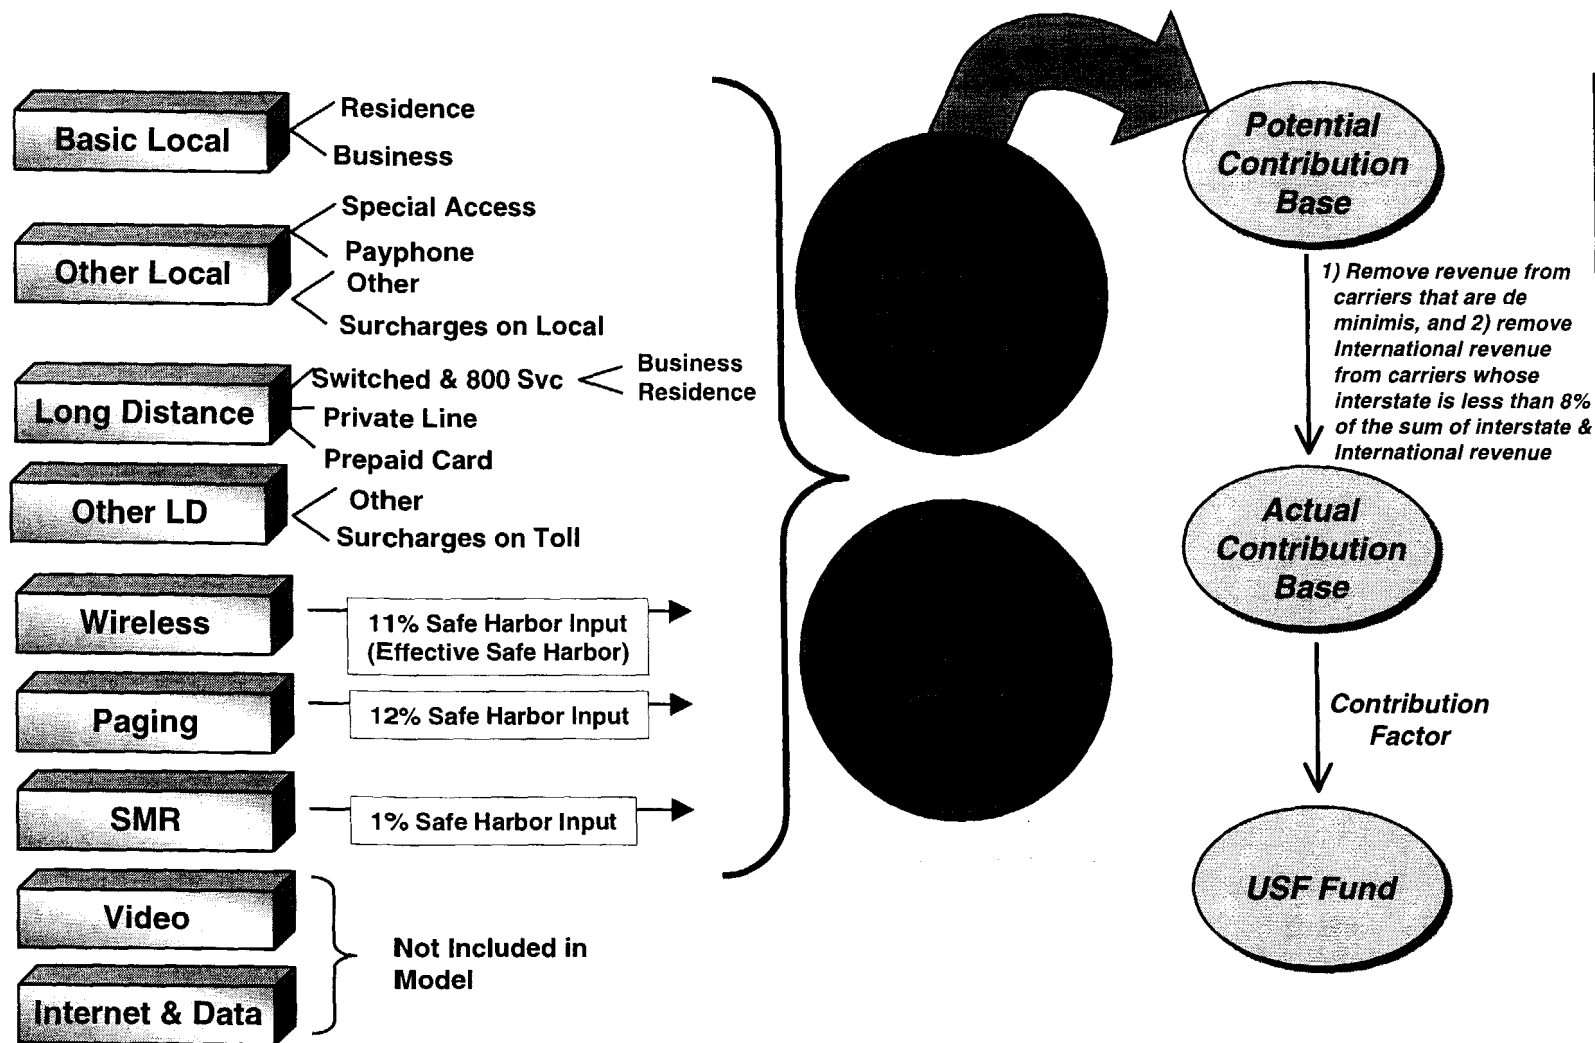 Basic Local
Residence
Business
Other Local
Special Access
Payphone
Other
Surcharges on Local
Long Distance
Switched & 800 Svc
Business
Residence
Private Line
Prepaid Card
Other LD
Other
Surcharges on Toll
Wireless
11% Safe Harbor Input
(Effective Safe Harbor)
Paging
12% Safe Harbor Input
SMR
1% Safe Harbor Input
Video
Internet & Data
Not Included in
Model
Potential
Contribution
Base
1) Remove revenue from
carriers that are de
minimis, and 2) remove
International revenue
from carriers whose
interstate is less than 8%
of the sum of interstate &
International revenue
Actual
Contribution
Base
Contribution
Factor
USF Fund